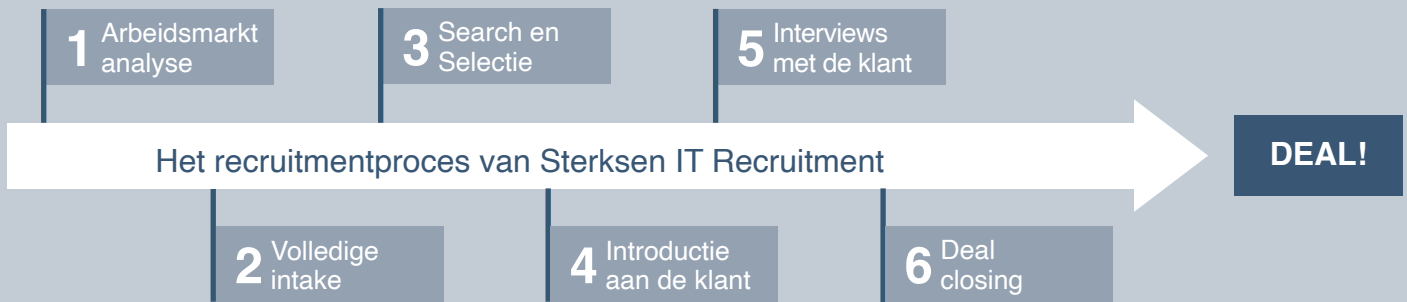 1 Arbeidsmarkt
analyse
3 Search en
Selectie
5 Interviews
met de klant
Het recruitmentproces van Sterksen IT Recruitment
DEAL!
2 Volledige
intake
4 Introductie
aan de klant
6 Deal
closing